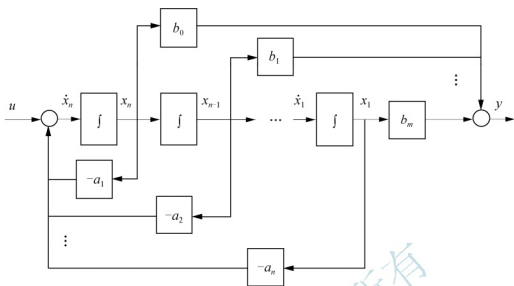 b₀
b₁
⋮
u ẋₙ ∫ xₙ ∫ xₙ₋₁ ⋯ ẋ₁ ∫ x₁ bₘ y
−a₁
−a₂
⋮
−aₙ